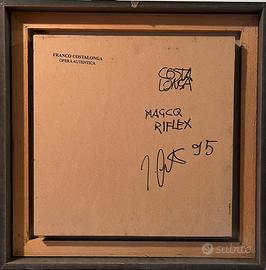 FRANCO COSTALONGA
OPERA AUTENTICA
COSTA
LONGA
MAGCQ
RIFLEX
95
subito